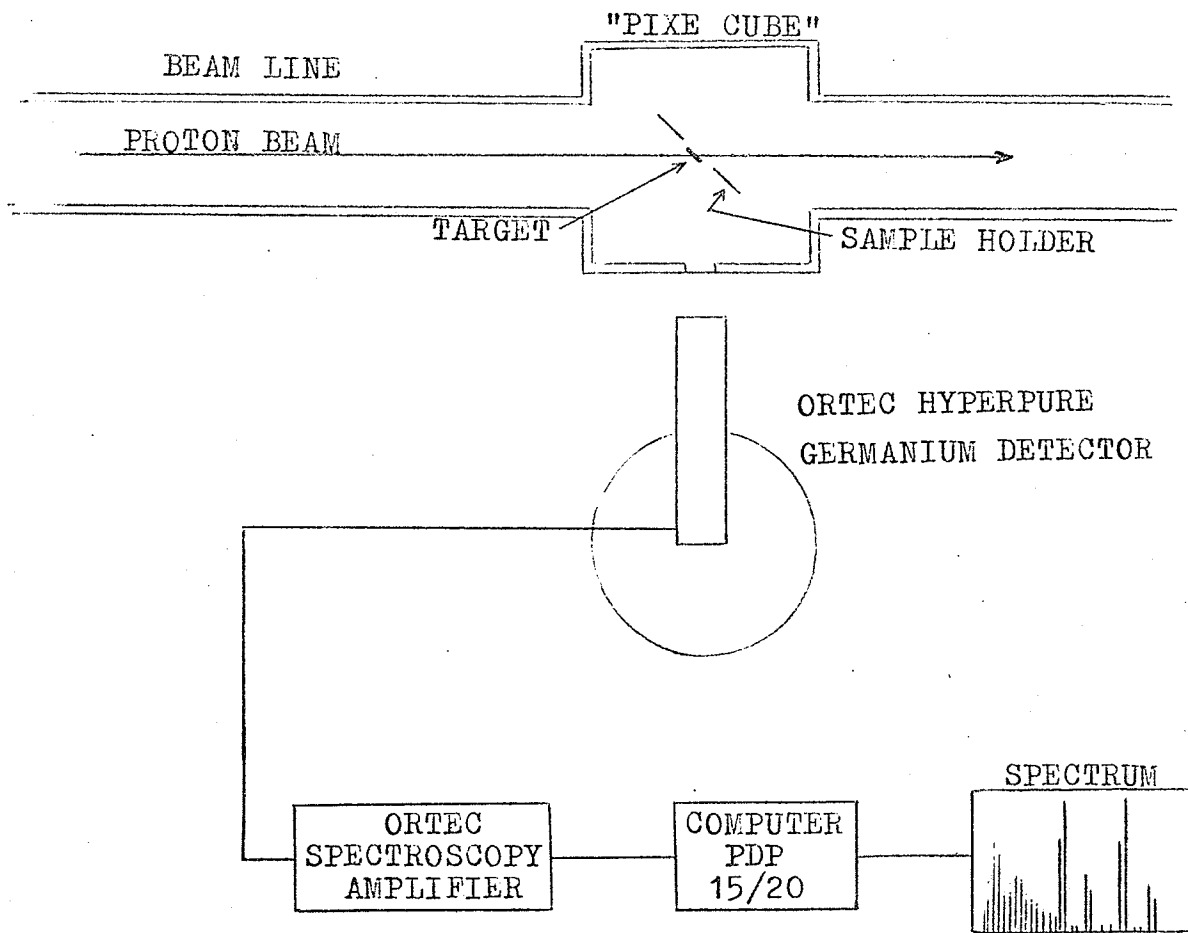 "PIXE CUBE"
BEAM LINE
PROTON BEAM
TARGET
SAMPLE HOLDER
ORTEC HYPERPURE
GERMANIUM DETECTOR
SPECTRUM
ORTEC
SPECTROSCOPY
AMPLIFIER
COMPUTER
PDP
15/20